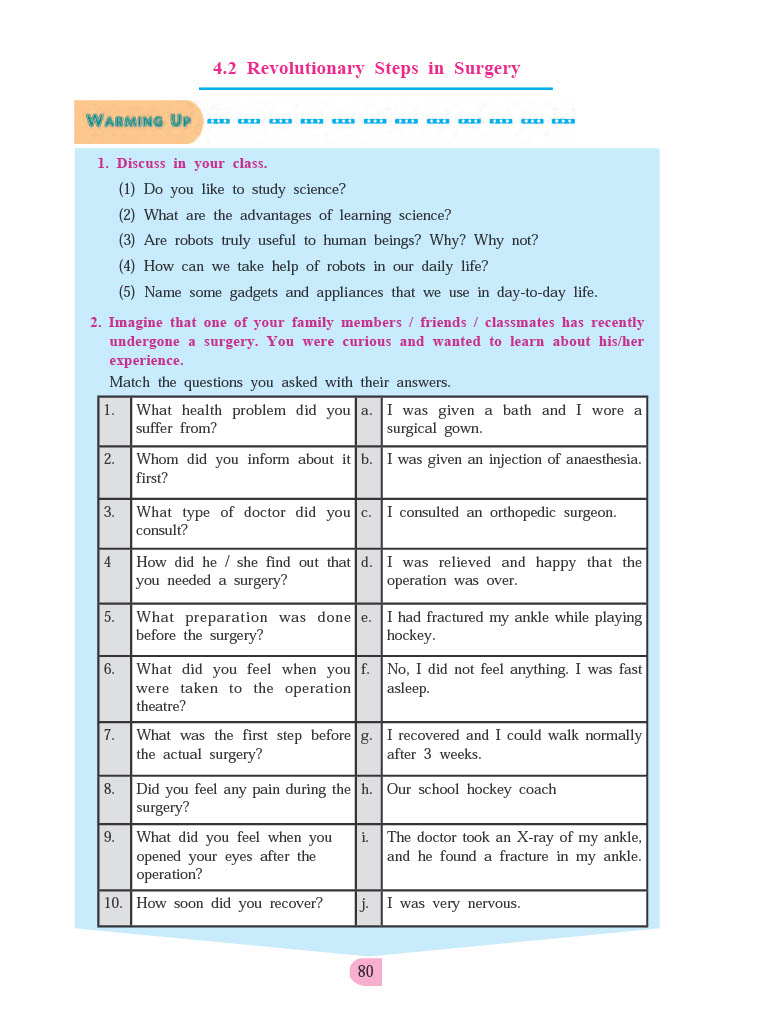 4.2 Revolutionary Steps in Surgery
WARMING UP
1. Discuss in your class.
(1) Do you like to study science?
(2) What are the advantages of learning science?
(3) Are robots truly useful to human beings? Why? Why not?
(4) How can we take help of robots in our daily life?
(5) Name some gadgets and appliances that we use in day-to-day life.
2. Imagine that one of your family members / friends / classmates has recently
undergone a surgery. You were curious and wanted to learn about his/her
experience.
Match the questions you asked with their answers.
1. What health problem did you a. I was given a bath and I wore a
suffer from? surgical gown.
2. Whom did you inform about it b. I was given an injection of anaesthesia.
first?
3. What type of doctor did you c. I consulted an orthopedic surgeon.
consult?
4 How did he / she find out that d. I was relieved and happy that the
you needed a surgery? operation was over.
5. What preparation was done e. I had fractured my ankle while playing
before the surgery? hockey.
6. What did you feel when you f. No, I did not feel anything. I was fast
were taken to the operation asleep.
theatre?
7. What was the first step before g. I recovered and I could walk normally
the actual surgery? after 3 weeks.
8. Did you feel any pain during the h. Our school hockey coach
surgery?
9. What did you feel when you i. The doctor took an X-ray of my ankle,
opened your eyes after the and he found a fracture in my ankle.
operation?
10. How soon did you recover? j. I was very nervous.
80